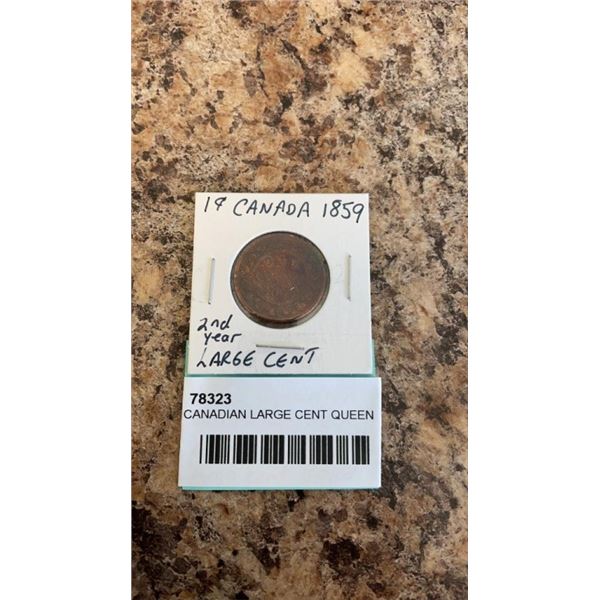 1¢ CANADA 1859
2nd
year
LARGE CENT
78323
CANADIAN LARGE CENT QUEEN